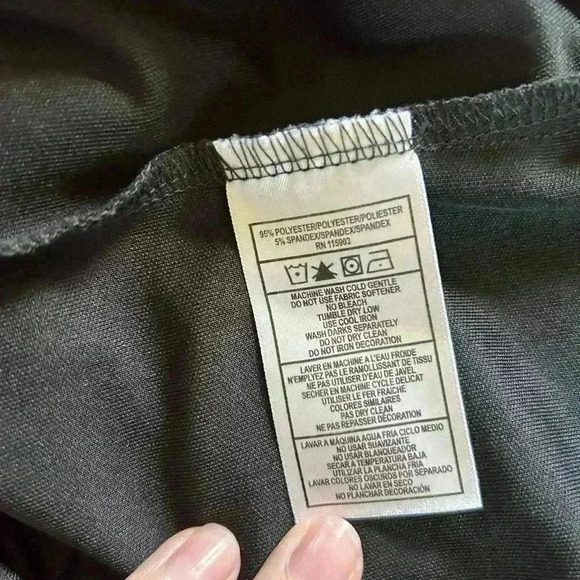 95% POLYESTER/POLYESTER/POLIESTER
5% SPANDEX/SPANDEX/SPANDEX
RN 115903
MACHINE WASH COLD GENTLE
DO NOT USE FABRIC SOFTENER
NO BLEACH
TUMBLE DRY LOW
USE COOL IRON
WASH DARKS SEPARATELY
DO NOT DRY CLEAN
DO NOT IRON DECORATION
LAVER EN MACHINE A L'EAU FROIDE
N'EMPLYEZ PAS LE RAMOLLISSANT DE TISSU
NE PAS UTILISER D'EAU DE JAVEL
SECHER EN MACHINE CYCLE DELICAT
UTILISER LE FER FRAICHE
COLORES SIMILAIRES
PAS DRY CLEAN
NE PAS REPASSER DÉCORATION
LAVAR A MÁQUINA AGUA FRIA CICLO MEDIO
NO USAR SUAVIZANTE
NO USAR BLANQUEADOR
SECAR A TEMPERATURA BAJA
UTILIZAR LA PLANCHA FRIA
LAVAR COLORES OSCUROS POR SEPARADO
NO LAVAR EN SECO
NO PLANCHAR DECORACIÓN